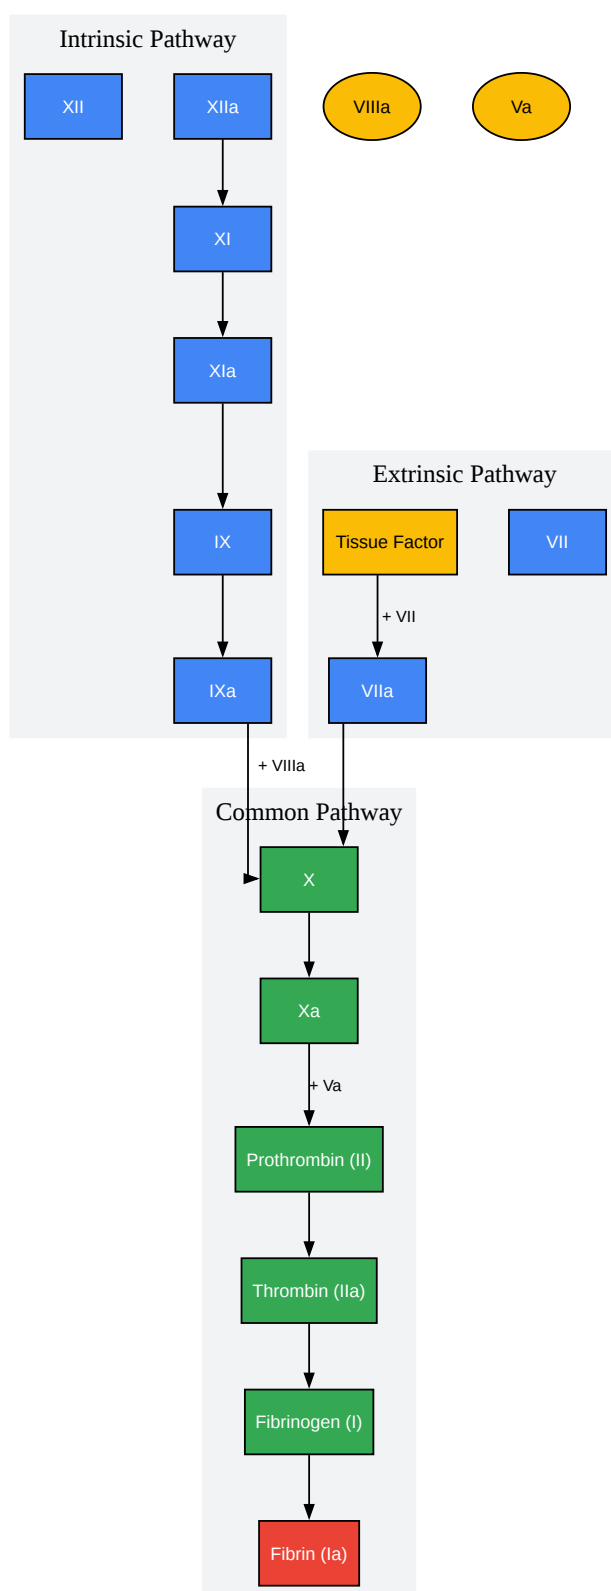 Intrinsic Pathway
XII
XIIa
VIIIa
Va
XI
XIa
Extrinsic Pathway
IX
Tissue Factor
VII
+ VII
IXa
VIIa
+ VIIIa
Common Pathway
X
Xa
+ Va
Prothrombin (II)
Thrombin (IIa)
Fibrinogen (I)
Fibrin (Ia)